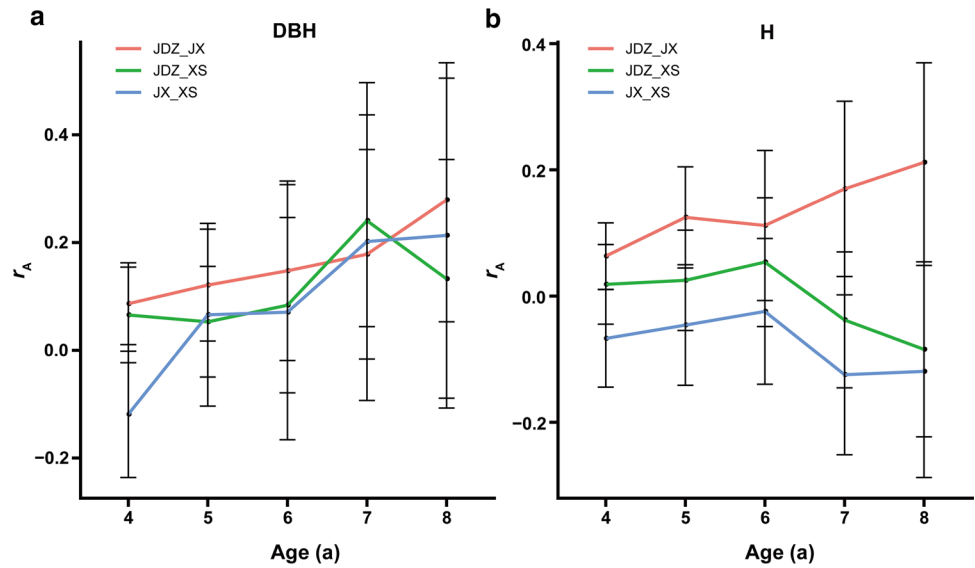 a
DBH
JDZ_JX
JDZ_XS
JX_XS
0.4
0.2
0.0
−0.2
rA
4 5 6 7 8
Age (a)
b
H
JDZ_JX
JDZ_XS
JX_XS
0.4
0.2
0.0
−0.2
rA
4 5 6 7 8
Age (a)